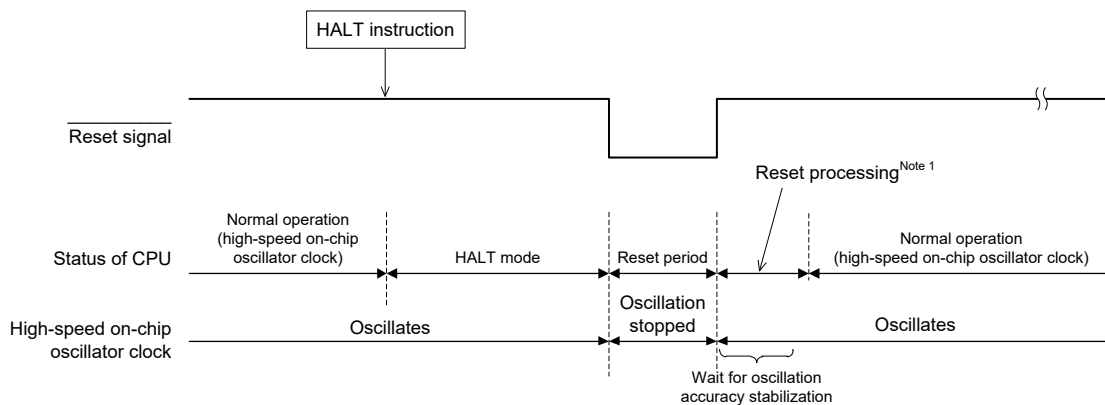 HALT instruction
Reset signal
Reset processing Note 1
Status of CPU
Normal operation
(high-speed on-chip
oscillator clock)
HALT mode
Reset period
Normal operation
(high-speed on-chip oscillator clock)
High-speed on-chip
oscillator clock
Oscillates
Oscillation
stopped
Oscillates
Wait for oscillation
accuracy stabilization